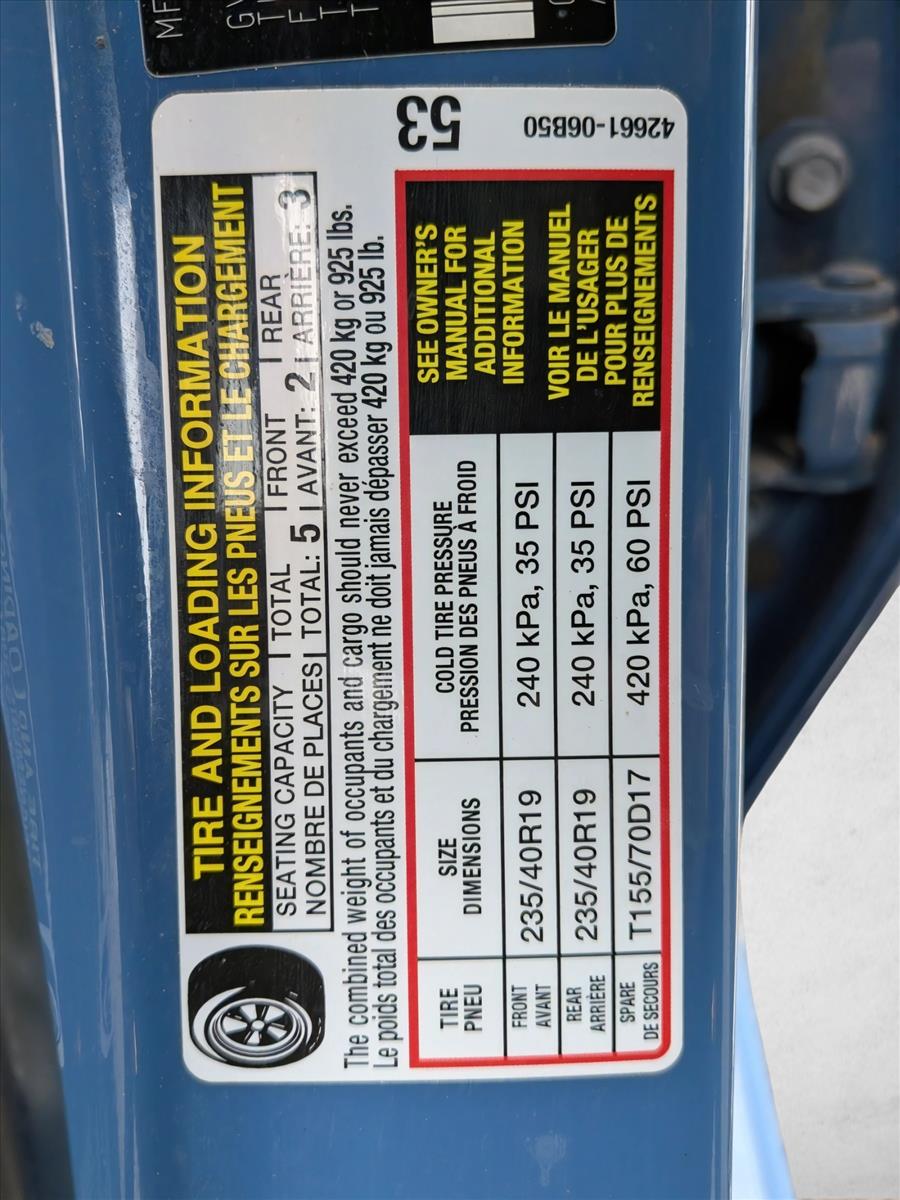 MF
GV
TIRE AND LOADING INFORMATION
RENSEIGNEMENTS SUR LES PNEUS ET LE CHARGEMENT
SEATING CAPACITY | TOTAL | FRONT | REAR
NOMBRE DE PLACES | TOTAL: 5 | AVANT: 2 | ARRIÈRE: 3
The combined weight of occupants and cargo should never exceed 420 kg or 925 lbs.
Le poids total des occupants et du chargement ne doit jamais dépasser 420 kg ou 925 lb.
TIRE SIZE COLD TIRE PRESSURE
PNEU DIMENSIONS PRESSION DES PNEUS À FROID
FRONT
AVANT 235/40R19 240 kPa, 35 PSI
REAR
ARRIÈRE 235/40R19 240 kPa, 35 PSI
SPARE
DE SECOURS T155/70D17 420 kPa, 60 PSI
SEE OWNER'S
MANUAL FOR
ADDITIONAL
INFORMATION
VOIR LE MANUEL
DE L'USAGER
POUR PLUS DE
RENSEIGNEMENTS
53
42661-06B50